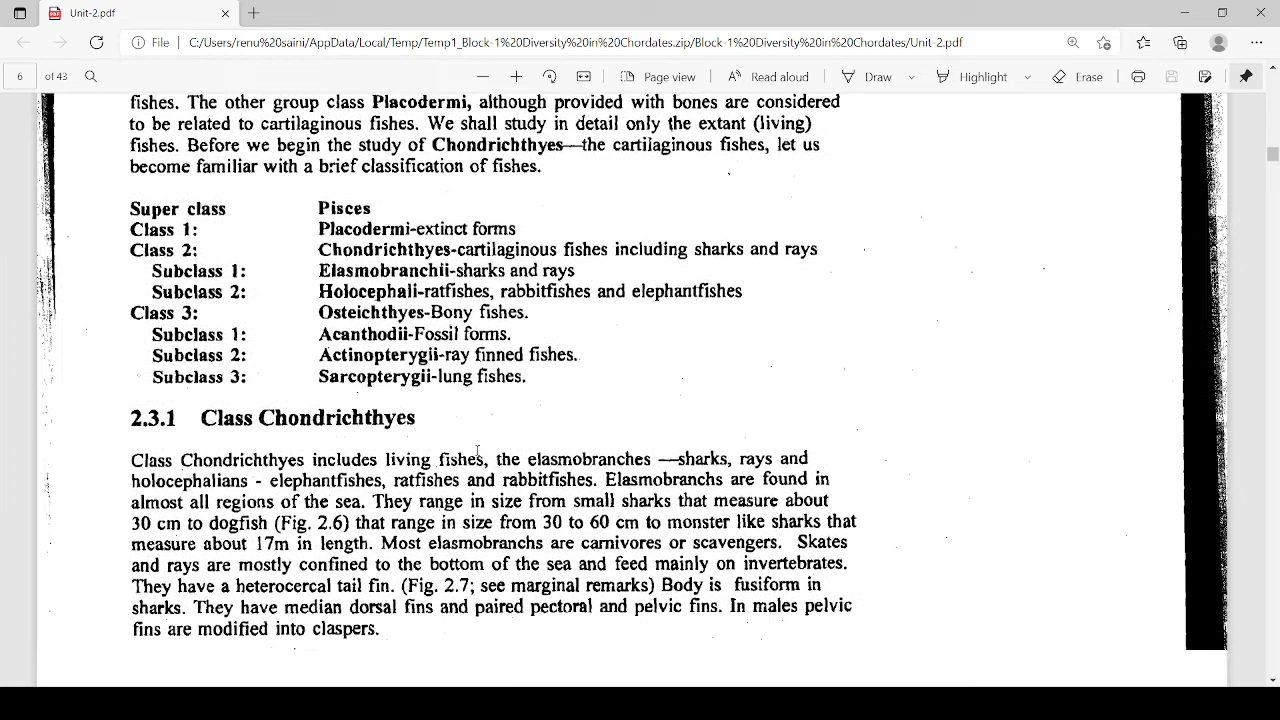 Unit-2.pdf
File C:/Users/renu%20saini/AppData/Local/Temp/Temp1_Block-1%20Diversity%20in%20Chordates.zip/Block-1%20Diversity%20in%20Chordates/Unit-2.pdf
6 of 43 Page view Read aloud Draw Highlight Erase
fishes. The other group class Placodermi, although provided with bones are considered
to be related to cartilaginous fishes. We shall study in detail only the extant (living)
fishes. Before we begin the study of Chondrichthyes—the cartilaginous fishes, let us
become familiar with a brief classification of fishes.
Super class Pisces
Class 1: Placodermi-extinct forms
Class 2: Chondrichthyes-cartilaginous fishes including sharks and rays
Subclass 1: Elasmobranchii-sharks and rays
Subclass 2: Holocephali-ratfishes, rabbitfishes and elephantfishes
Class 3: Osteichthyes-Bony fishes.
Subclass 1: Acanthodii-Fossil forms.
Subclass 2: Actinopterygii-ray finned fishes.
Subclass 3: Sarcopterygii-lung fishes.
2.3.1 Class Chondrichthyes
Class Chondrichthyes includes living fishes, the elasmobranches —sharks, rays and
holocephalians - elephantfishes, ratfishes and rabbitfishes. Elasmobranchs are found in
almost all regions of the sea. They range in size from small sharks that measure about
30 cm to dogfish (Fig. 2.6) that range in size from 30 to 60 cm to monster like sharks that
measure about 17m in length. Most elasmobranchs are carnivores or scavengers. Skates
and rays are mostly confined to the bottom of the sea and feed mainly on invertebrates.
They have a heterocercal tail fin. (Fig. 2.7; see marginal remarks) Body is fusiform in
sharks. They have median dorsal fins and paired pectoral and pelvic fins. In males pelvic
fins are modified into claspers.